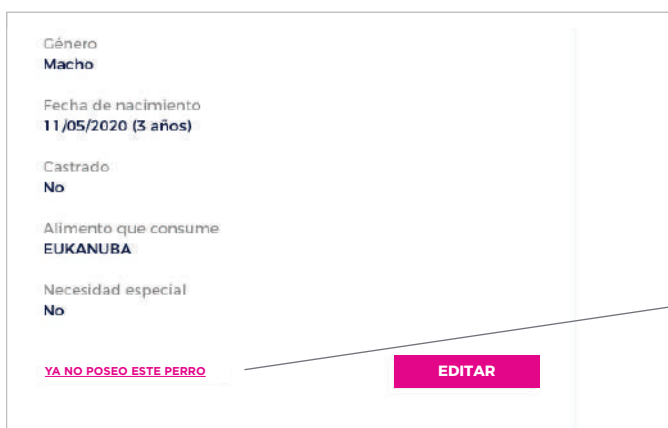 Género
Macho
Fecha de nacimiento
11/05/2020 (3 años)
Castrado
No
Alimento que consume
EUKANUBA
Necesidad especial
No
YA NO POSEO ESTE PERRO
EDITAR